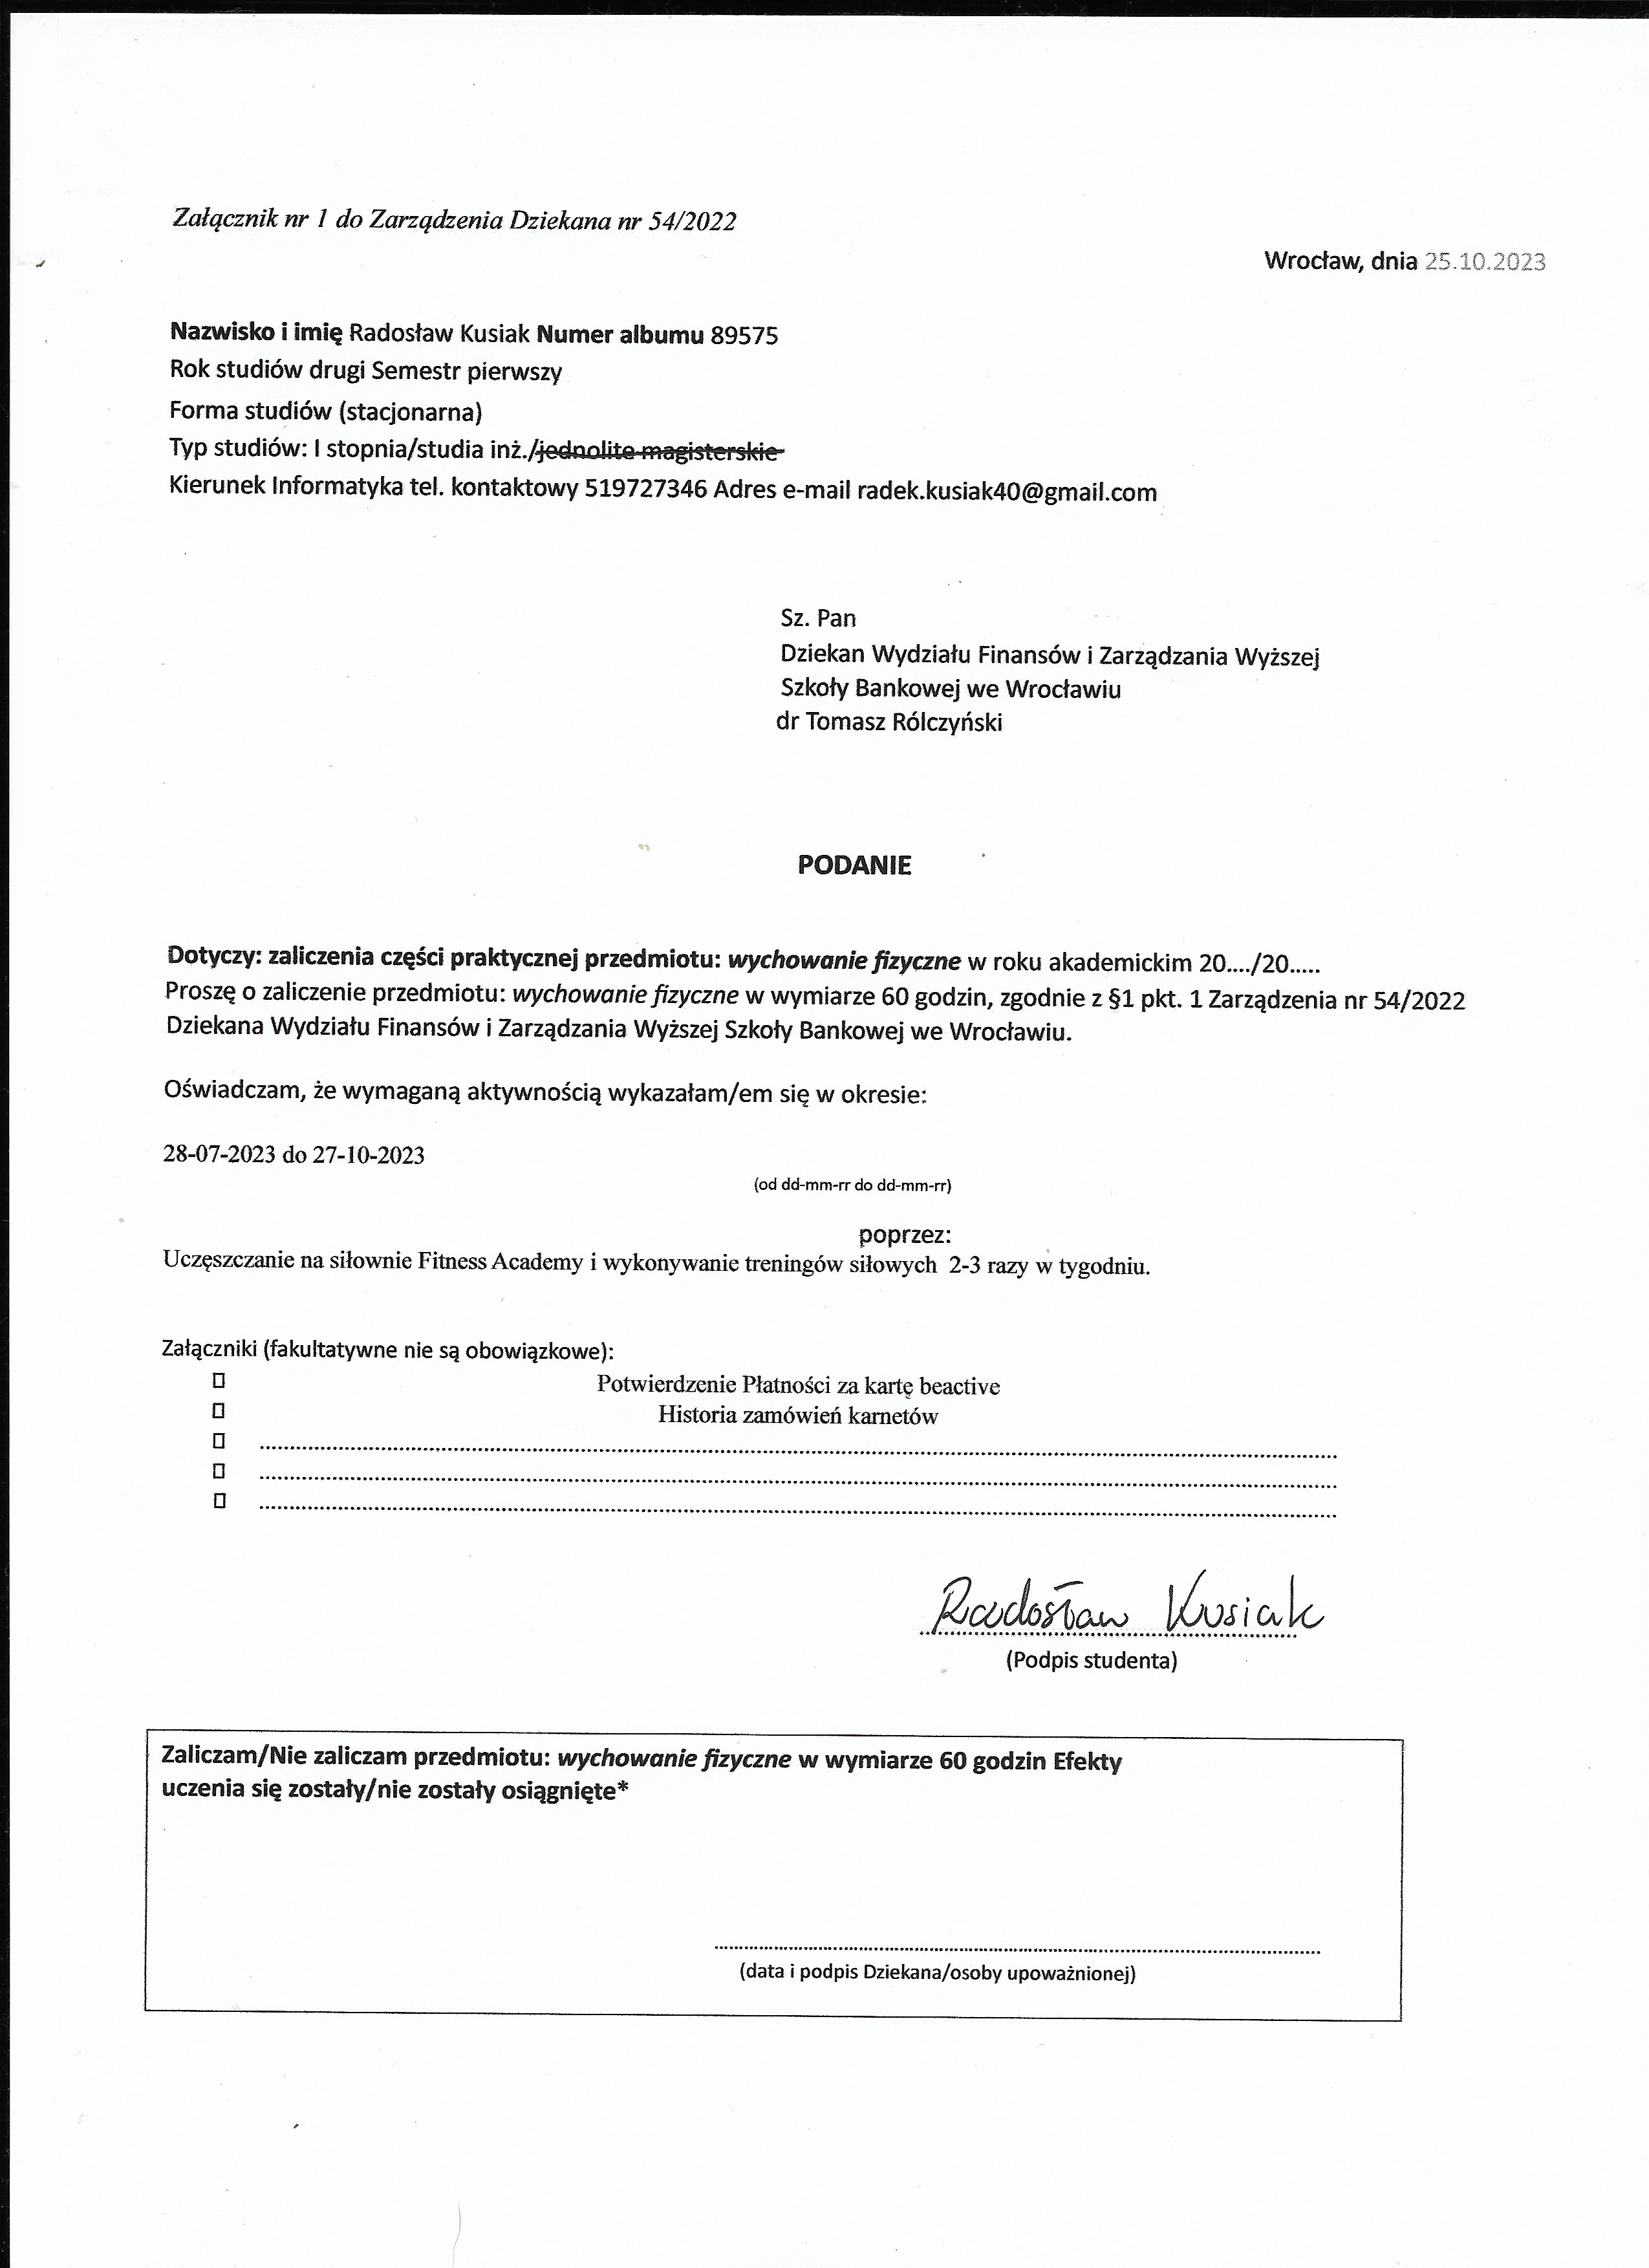 Załącznik nr 1 do Zarządzenia Dziekana nr 54/2022
Wrocław, dnia 25.10.2023
Nazwisko i imię Radosław Kusiak Numer albumu 89575
Rok studiów drugi Semestr pierwszy
Forma studiów (stacjonarna)
Typ studiów: I stopnia/studia inż./jednolite magisterskie
Kierunek Informatyka tel. kontaktowy 519727346 Adres e-mail radek.kusiak40@gmail.com
Sz. Pan
Dziekan Wydziału Finansów i Zarządzania Wyższej
Szkoły Bankowej we Wrocławiu
dr Tomasz Rólczyński
PODANIE
Dotyczy: zaliczenia części praktycznej przedmiotu: wychowanie fizyczne w roku akademickim 20..../20.....
Proszę o zaliczenie przedmiotu: wychowanie fizyczne w wymiarze 60 godzin, zgodnie z §1 pkt. 1 Zarządzenia nr 54/2022
Dziekana Wydziału Finansów i Zarządzania Wyższej Szkoły Bankowej we Wrocławiu.
Oświadczam, że wymaganą aktywnością wykazałam/em się w okresie:
28-07-2023 do 27-10-2023
(od dd-mm-rr do dd-mm-rr)
poprzez:
Uczęszczanie na siłownie Fitness Academy i wykonywanie treningów siłowych 2-3 razy w tygodniu.
Załączniki (fakultatywne nie są obowiązkowe):
Potwierdzenie Płatności za kartę beactive
Historia zamówień karnetów
Radosław Kusiak
(Podpis studenta)
Zaliczam/Nie zaliczam przedmiotu: wychowanie fizyczne w wymiarze 60 godzin Efekty
uczenia się zostały/nie zostały osiągnięte*
(data i podpis Dziekana/osoby upoważnionej)